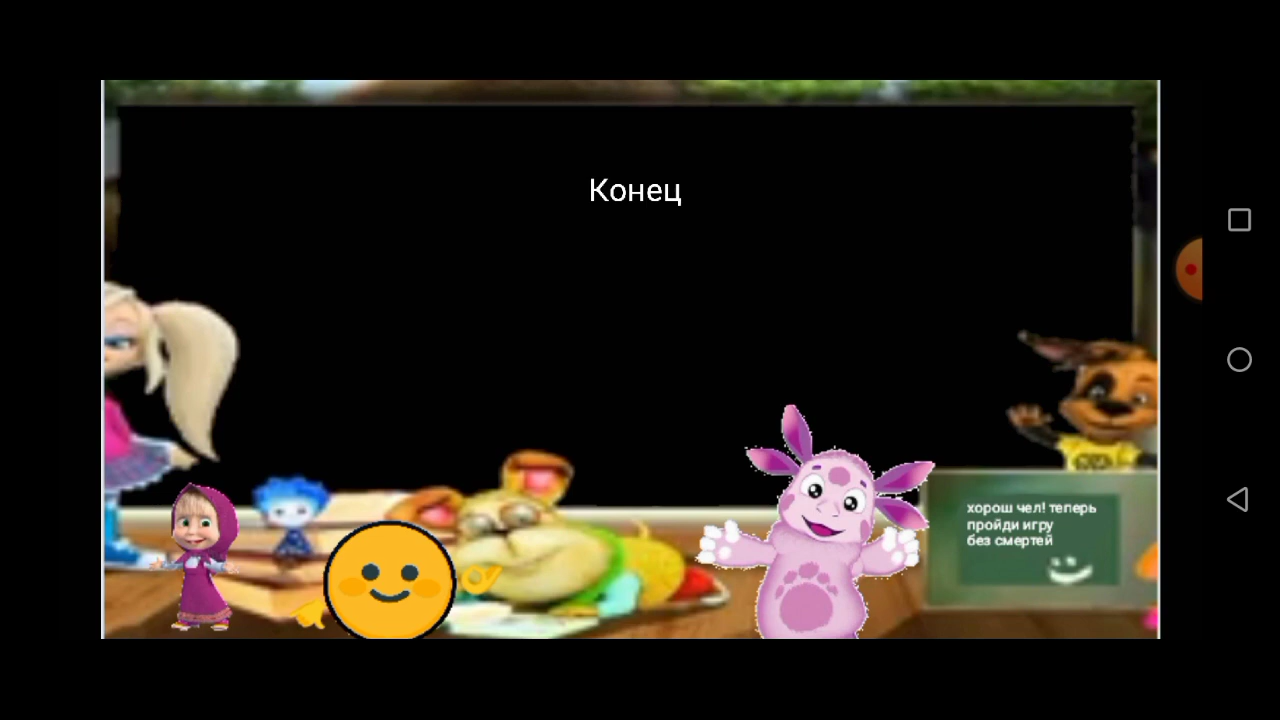 Конец
хорош чел! теперь
пройди игру
без смертей